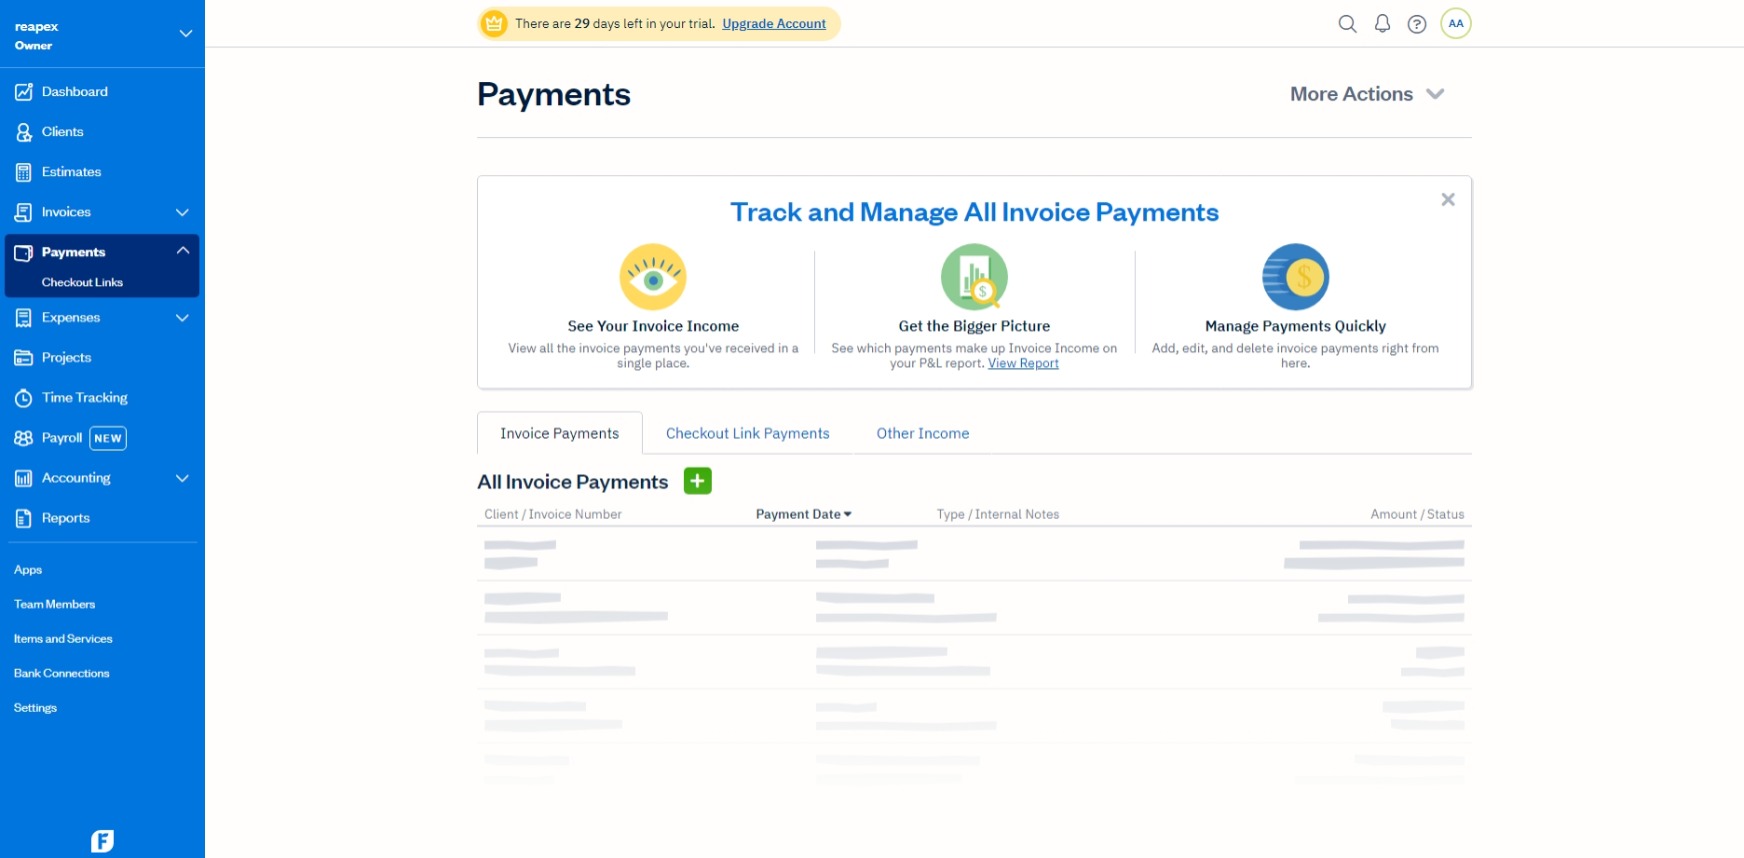 reapex
Owner
Dashboard
Clients
Estimates
Invoices
Payments
Checkout Links
Expenses
Projects
Time Tracking
Payroll NEW
Accounting
Reports
Apps
Team Members
Items and Services
Bank Connections
Settings
F
There are 29 days left in your trial. Upgrade Account
AA
Payments
More Actions
Track and Manage All Invoice Payments
See Your Invoice Income
View all the invoice payments you've received in a
single place.
$
Get the Bigger Picture
See which payments make up Invoice Income on
your P&L report. View Report
$
Manage Payments Quickly
Add, edit, and delete invoice payments right from
here.
Invoice Payments
Checkout Link Payments
Other Income
All Invoice Payments
Client / Invoice Number
Payment Date
Type / Internal Notes
Amount / Status